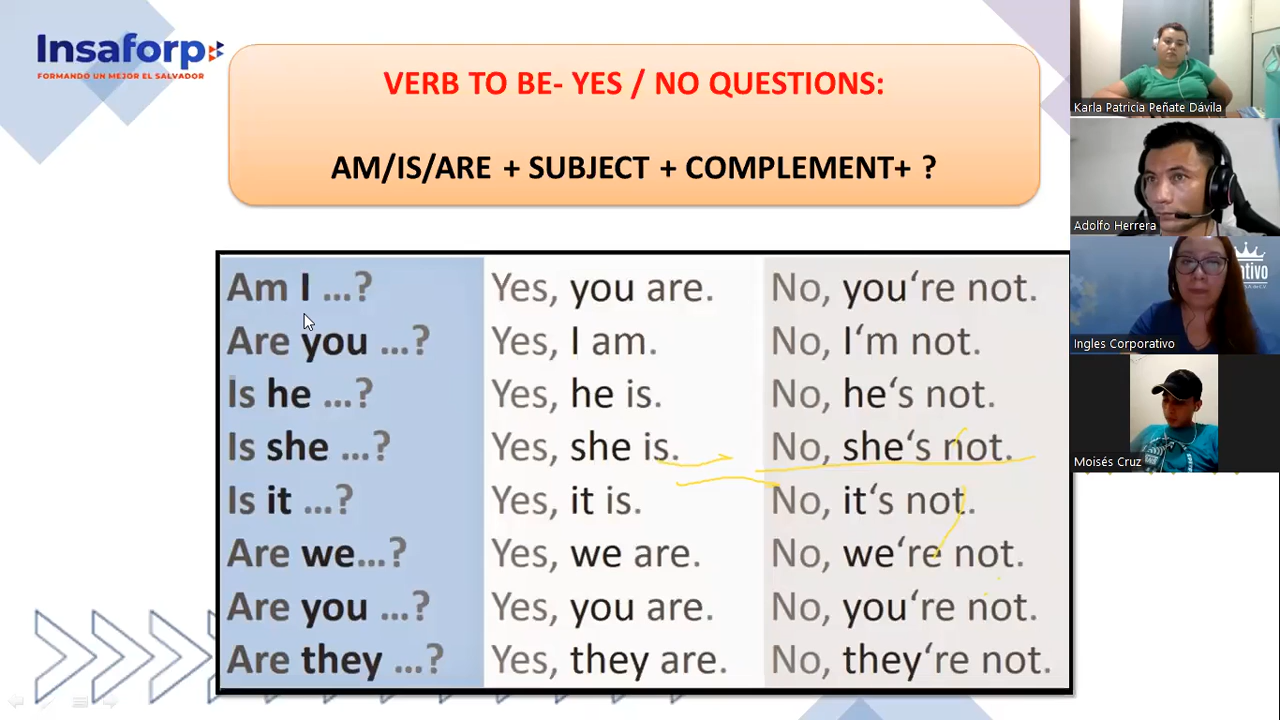 Insaforp
FORMANDO UN MEJOR EL SALVADOR
VERB TO BE- YES / NO QUESTIONS:
AM/IS/ARE + SUBJECT + COMPLEMENT+ ?
Am I ...? Yes, you are. No, you‘re not.
Are you ...? Yes, I am. No, I‘m not.
Is he ...? Yes, he is. No, he‘s not.
Is she ...? Yes, she is. No, she‘s not.
Is it ...? Yes, it is. No, it‘s not.
Are we...? Yes, we are. No, we‘re not.
Are you ...? Yes, you are. No, you‘re not.
Are they ...? Yes, they are. No, they‘re not.
Karla Patricia Peñate Dávila
Adolfo Herrera
Ingles Corporativo
Moisés Cruz